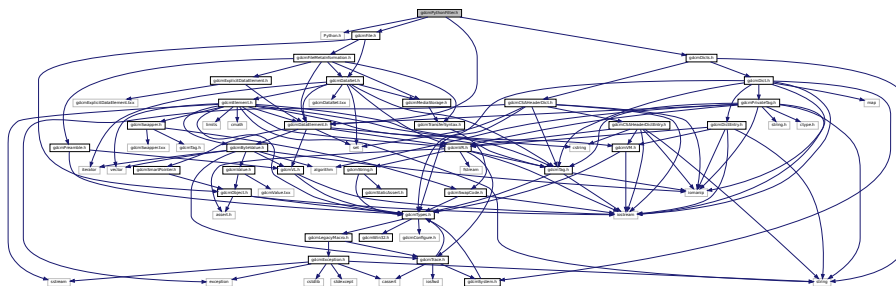 gdcmPythonFilter.h
Python.h
gdcmFile.h
gdcmFileMetaInformation.h
gdcmDicts.h
gdcmExplicitDataElement.h
gdcmDataSet.h
gdcmDict.h
gdcmExplicitDataElement.txx
gdcmElement.h
gdcmDataSet.txx
gdcmMediaStorage.h
gdcmCSAHeaderDict.h
gdcmPrivateTag.h
map
gdcmSwapper.h
limits
cmath
gdcmDataElement.h
gdcmTransferSyntax.h
gdcmCSAHeaderDictEntry.h
gdcmDictEntry.h
string.h
ctype.h
gdcmPreamble.h
gdcmSwapper.txx
gdcmTag.h
gdcmByteValue.h
set
gdcmVR.h
cstring
gdcmVM.h
iterator
vector
gdcmSmartPointer.h
gdcmValue.h
gdcmVL.h
algorithm
gdcmString.h
fstream
gdcmTag.h
gdcmObject.h
gdcmValue.txx
gdcmStaticAssert.h
gdcmSwapCode.h
iomanip
assert.h
gdcmTypes.h
iostream
gdcmLegacyMacro.h
gdcmWin32.h
gdcmConfigure.h
gdcmException.h
gdcmTrace.h
sstream
exception
cstdlib
stdexcept
cassert
gdcmSystem.h
string